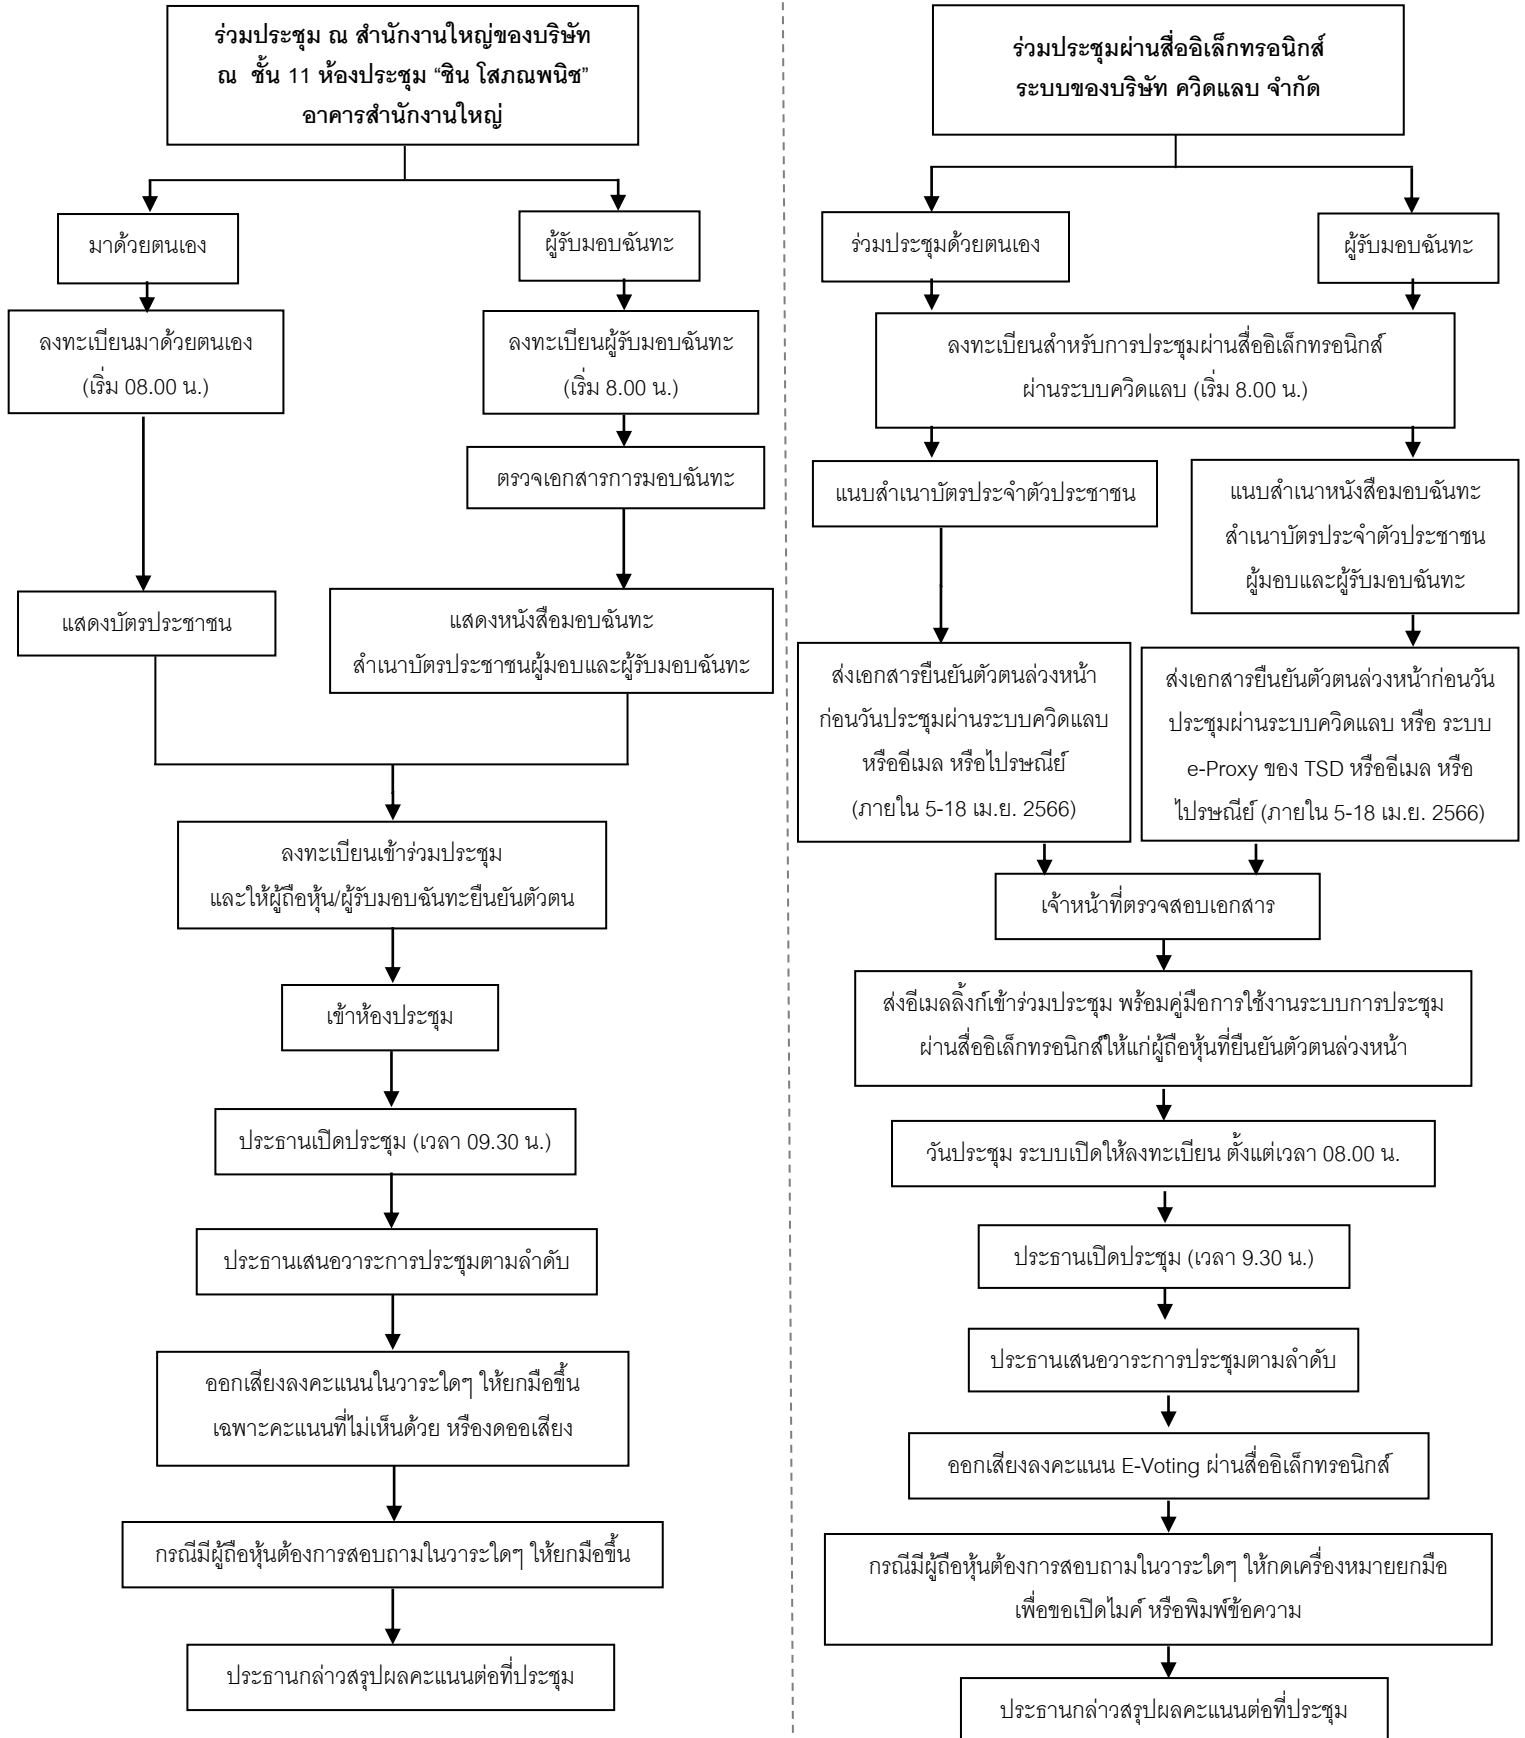 ร่วมประชุม ณ สำนักงานใหญ่ของบริษัท
ณ ชั้น 11 ห้องประชุม “ชิน โสภณพนิช”
อาคารสำนักงานใหญ่
มาด้วยตนเอง
ผู้รับมอบฉันทะ
ลงทะเบียนมาด้วยตนเอง
(เริ่ม 08.00 น.)
ลงทะเบียนผู้รับมอบฉันทะ
(เริ่ม 8.00 น.)
ตรวจเอกสารการมอบฉันทะ
แสดงบัตรประชาชน
แสดงหนังสือมอบฉันทะ
สำเนาบัตรประชาชนผู้มอบและผู้รับมอบฉันทะ
ลงทะเบียนเข้าร่วมประชุม
และให้ผู้ถือหุ้น/ผู้รับมอบฉันทะยืนยันตัวตน
เข้าห้องประชุม
ประธานเปิดประชุม (เวลา 09.30 น.)
ประธานเสนอวาระการประชุมตามลำดับ
ออกเสียงลงคะแนนในวาระใดๆ ให้ยกมือขึ้น
เฉพาะคะแนนที่ไม่เห็นด้วย หรืองดออเสียง
กรณีมีผู้ถือหุ้นต้องการสอบถามในวาระใดๆ ให้ยกมือขึ้น
ประธานกล่าวสรุปผลคะแนนต่อที่ประชุม
ร่วมประชุมผ่านสื่ออิเล็กทรอนิกส์
ระบบของบริษัท ควิดแลบ จำกัด
ร่วมประชุมด้วยตนเอง
ผู้รับมอบฉันทะ
ลงทะเบียนสำหรับการประชุมผ่านสื่ออิเล็กทรอนิกส์
ผ่านระบบควิดแลบ (เริ่ม 8.00 น.)
แนบสำเนาบัตรประจำตัวประชาชน
แนบสำเนาหนังสือมอบฉันทะ
สำเนาบัตรประจำตัวประชาชน
ผู้มอบและผู้รับมอบฉันทะ
ส่งเอกสารยืนยันตัวตนล่วงหน้า
ก่อนวันประชุมผ่านระบบควิดแลบ
หรืออีเมล หรือไปรษณีย์
(ภายใน 5-18 เม.ย. 2566)
ส่งเอกสารยืนยันตัวตนล่วงหน้าก่อนวัน
ประชุมผ่านระบบควิดแลบ หรือ ระบบ
e-Proxy ของ TSD หรืออีเมล หรือ
ไปรษณีย์ (ภายใน 5-18 เม.ย. 2566)
เจ้าหน้าที่ตรวจสอบเอกสาร
ส่งอีเมลลิ้งก์เข้าร่วมประชุม พร้อมคู่มือการใช้งานระบบการประชุม
ผ่านสื่ออิเล็กทรอนิกส์ให้แก่ผู้ถือหุ้นที่ยืนยันตัวตนล่วงหน้า
วันประชุม ระบบเปิดให้ลงทะเบียน ตั้งแต่เวลา 08.00 น.
ประธานเปิดประชุม (เวลา 9.30 น.)
ประธานเสนอวาระการประชุมตามลำดับ
ออกเสียงลงคะแนน E-Voting ผ่านสื่ออิเล็กทรอนิกส์
กรณีมีผู้ถือหุ้นต้องการสอบถามในวาระใดๆ ให้กดเครื่องหมายยกมือ
เพื่อขอเปิดไมค์ หรือพิมพ์ข้อความ
ประธานกล่าวสรุปผลคะแนนต่อที่ประชุม